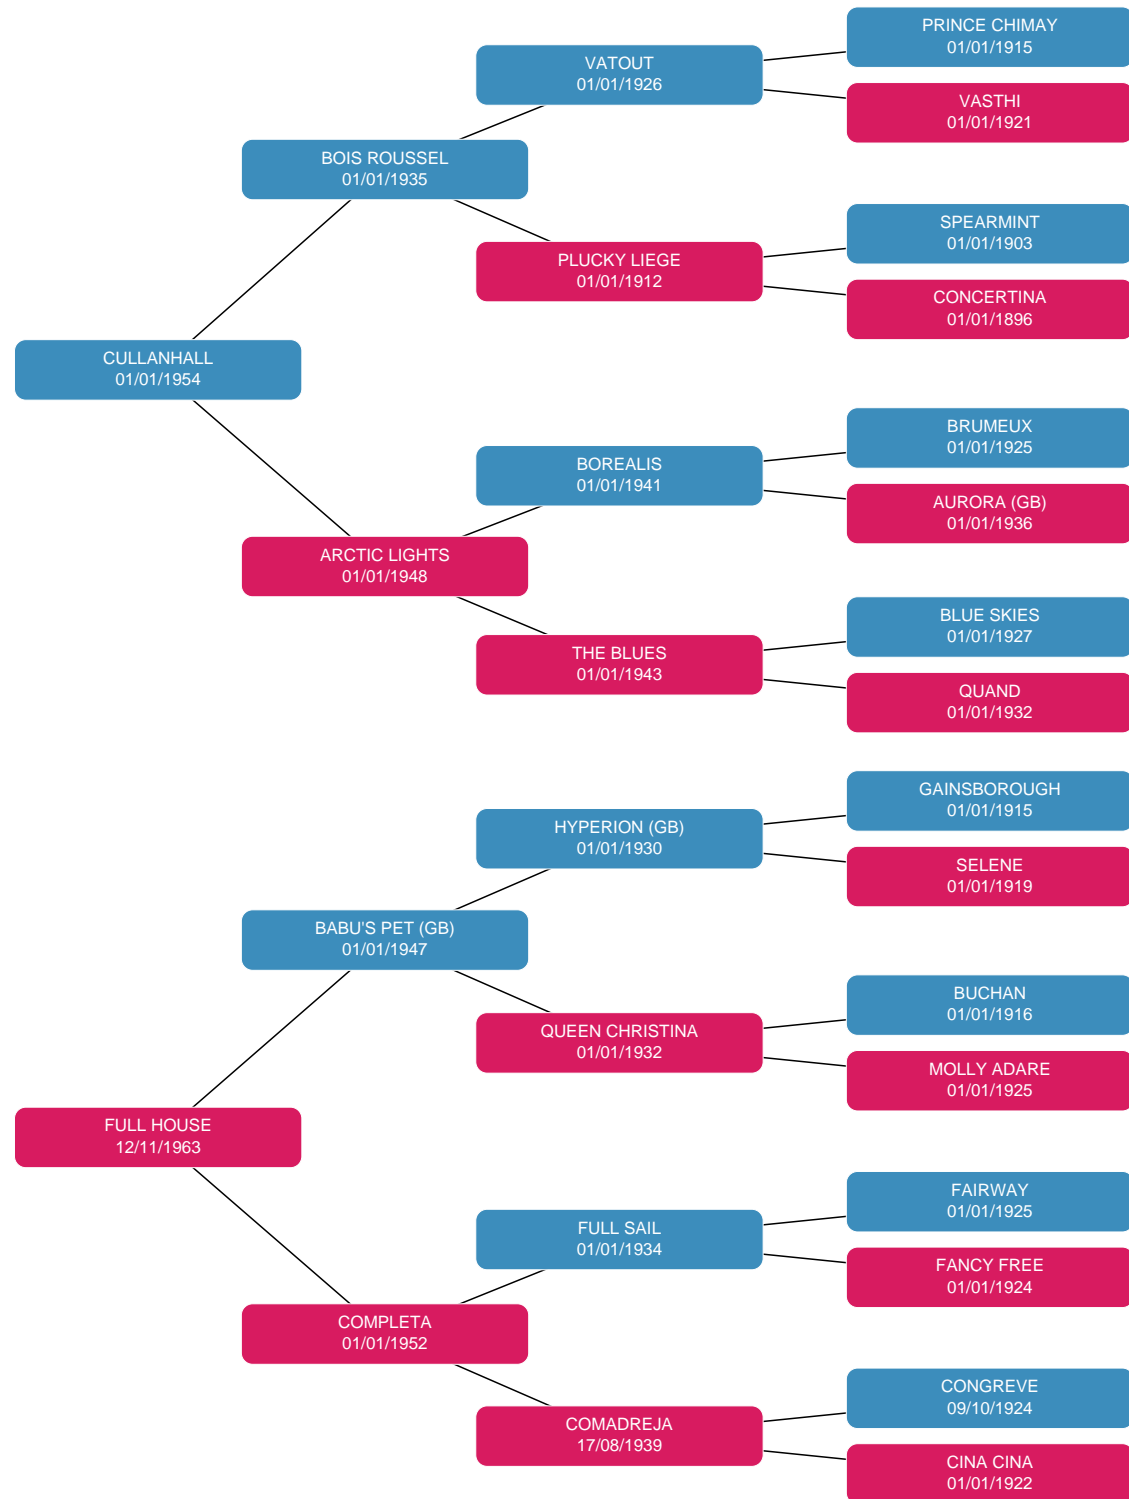 PRINCE CHIMAY
01/01/1915
VATOUT
01/01/1926
VASTHI
01/01/1921
BOIS ROUSSEL
01/01/1935
SPEARMINT
01/01/1903
PLUCKY LIEGE
01/01/1912
CONCERTINA
01/01/1896
CULLANHALL
01/01/1954
BRUMEUX
01/01/1925
BOREALIS
01/01/1941
AURORA (GB)
01/01/1936
ARCTIC LIGHTS
01/01/1948
BLUE SKIES
01/01/1927
THE BLUES
01/01/1943
QUAND
01/01/1932
GAINSBOROUGH
01/01/1915
HYPERION (GB)
01/01/1930
SELENE
01/01/1919
BABU'S PET (GB)
01/01/1947
BUCHAN
01/01/1916
QUEEN CHRISTINA
01/01/1932
MOLLY ADARE
01/01/1925
FULL HOUSE
12/11/1963
FAIRWAY
01/01/1925
FULL SAIL
01/01/1934
FANCY FREE
01/01/1924
COMPLETA
01/01/1952
CONGREVE
09/10/1924
COMADREJA
17/08/1939
CINA CINA
01/01/1922